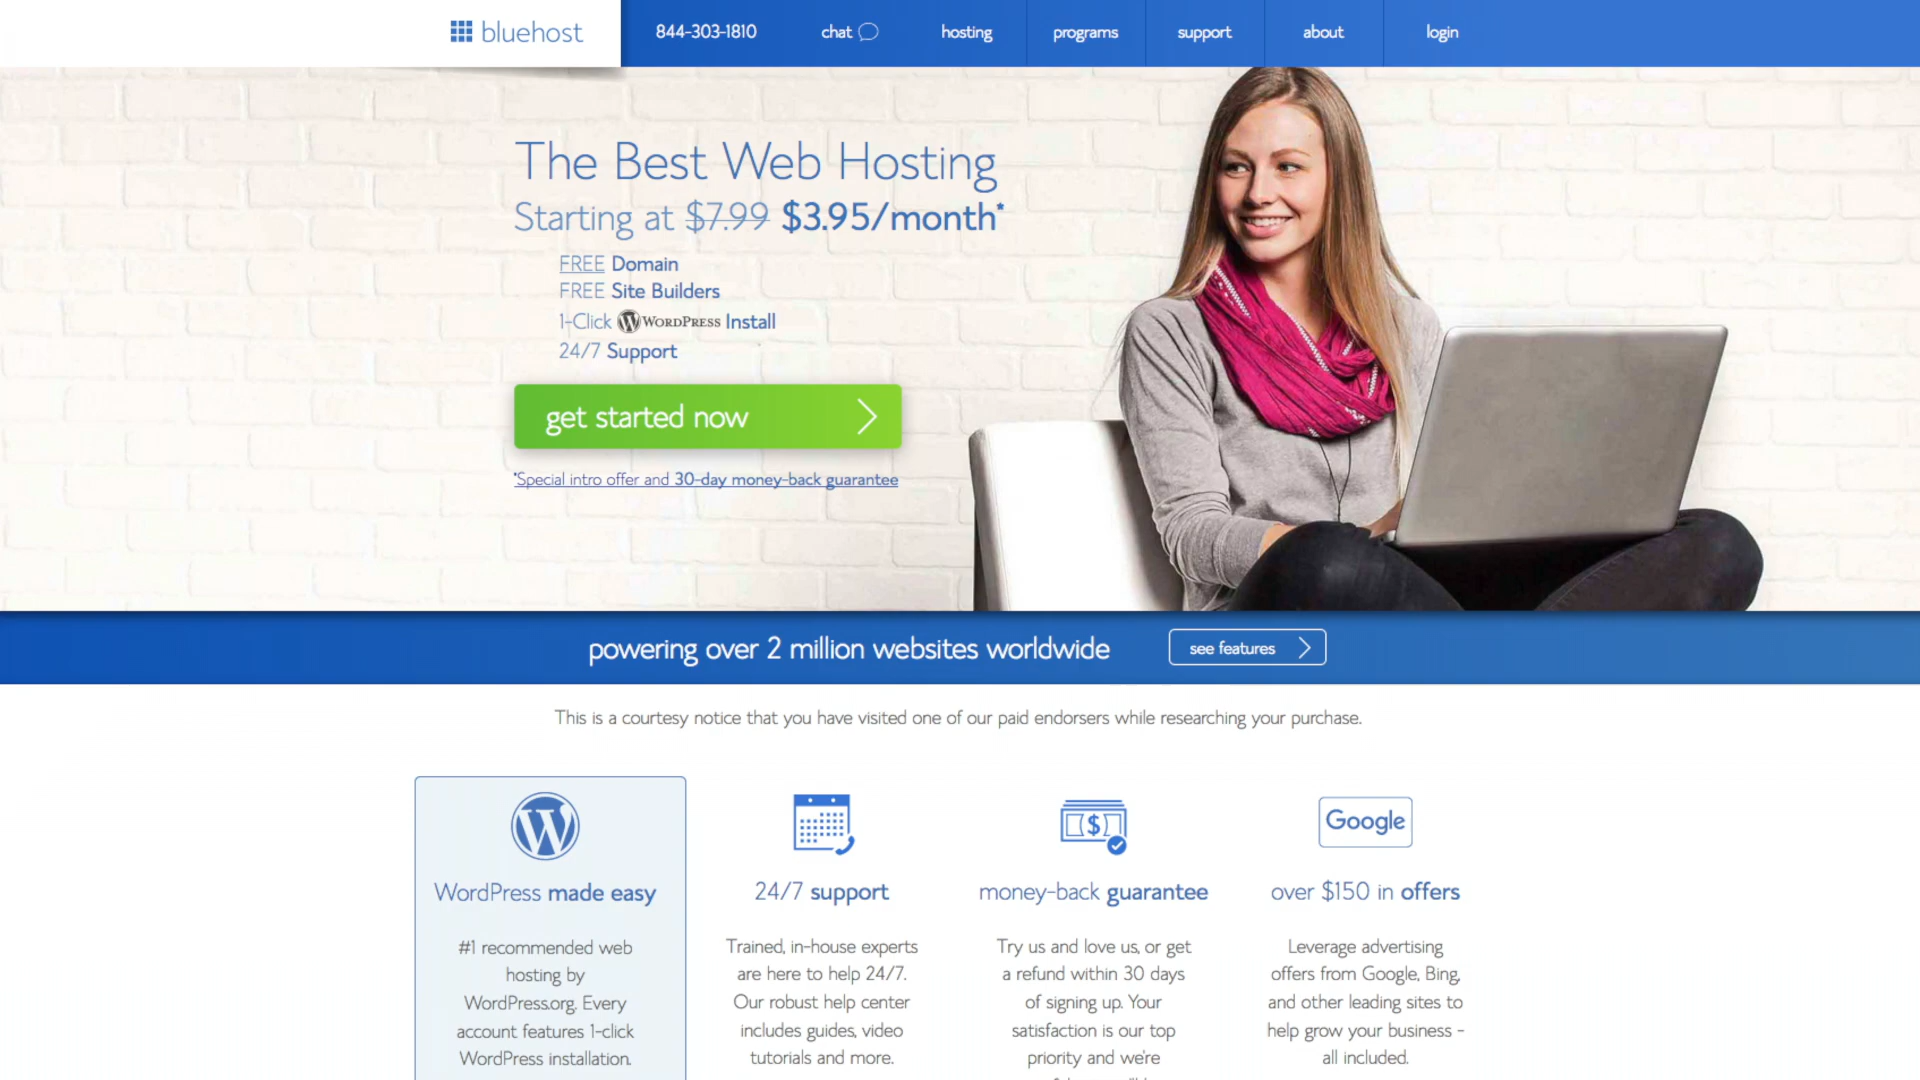 bluehost
844-303-1810
chat
hosting
programs
support
about
login
The Best Web Hosting
Starting at $7.99 $3.95/month*
FREE Domain
FREE Site Builders
1-Click WORDPRESS Install
24/7 Support
get started now
*Special intro offer and 30-day money-back guarantee
powering over 2 million websites worldwide
see features
This is a courtesy notice that you have visited one of our paid endorsers while researching your purchase.
WordPress made easy
#1 recommended web
hosting by
WordPress.org. Every
account features 1-click
WordPress installation.
24/7 support
Trained, in-house experts
are here to help 24/7.
Our robust help center
includes guides, video
tutorials and more.
money-back guarantee
Try us and love us, or get
a refund within 30 days
of signing up. Your
satisfaction is our top
priority and we're
Google
over $150 in offers
Leverage advertising
offers from Google, Bing,
and other leading sites to
help grow your business -
all included.